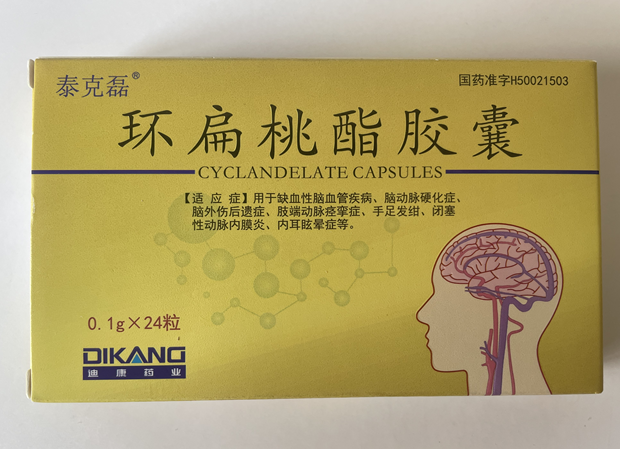 泰克磊®
国药准字H50021503
环扁桃酯胶囊
CYCLANDELATE CAPSULES
【适应症】用于缺血性脑血管疾病、脑动脉硬化症、
脑外伤后遗症、肢端动脉痉挛症、手足发绀、闭塞
性动脉内膜炎、内耳眩晕症等。
0.1g×24粒
DIKANG
迪康药业